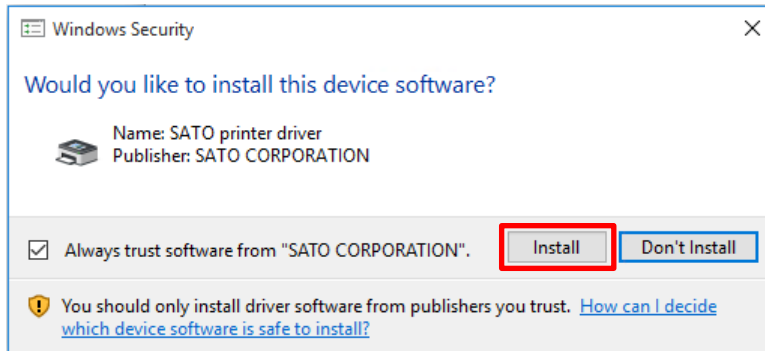 Windows Security
Would you like to install this device software?
Name: SATO printer driver
Publisher: SATO CORPORATION
Always trust software from "SATO CORPORATION".
Install
Don't Install
You should only install driver software from publishers you trust. How can I decide
which device software is safe to install?